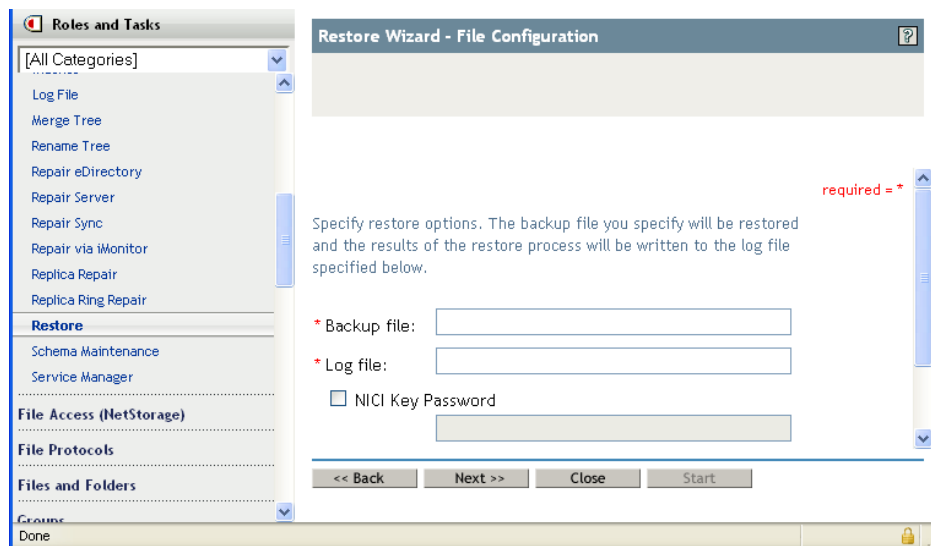 Roles and Tasks
[All Categories]
Log File
Merge Tree
Rename Tree
Repair eDirectory
Repair Server
Repair Sync
Repair via iMonitor
Replica Repair
Replica Ring Repair
Restore
Schema Maintenance
Service Manager
File Access (NetStorage)
File Protocols
Files and Folders
Groups
Restore Wizard - File Configuration
?
required = *
Specify restore options. The backup file you specify will be restored
and the results of the restore process will be written to the log file
specified below.
* Backup file:
* Log file:
NICI Key Password
<< Back
Next >>
Close
Start
Done